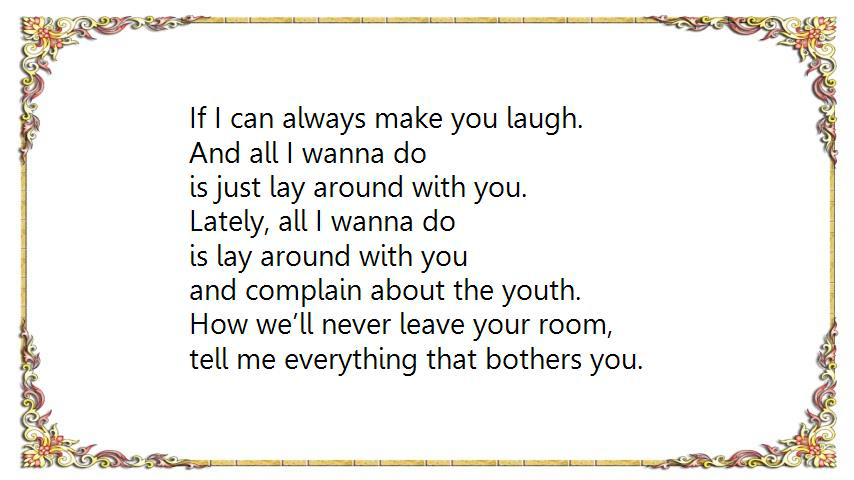 If I can always make you laugh.
And all I wanna do
is just lay around with you.
Lately, all I wanna do
is lay around with you
and complain about the youth.
How we’ll never leave your room,
tell me everything that bothers you.